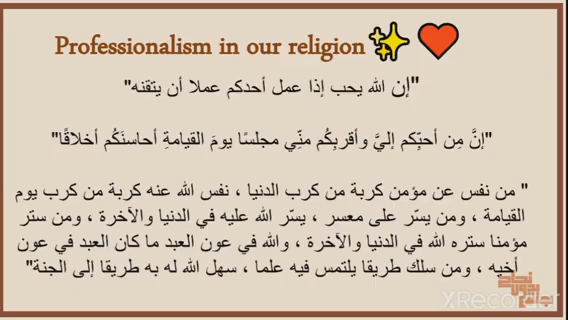 Professionalism in our religion
"إن الله يحب إذا عمل أحدكم عملا أن يتقنه"
"إنَّ مِن أحبِّكم إليَّ وأقربِكُم منِّي مجلسًا يومَ القيامةِ أحاسنَكُم أخلاقًا"
" من نفس عن مؤمن كربة من كرب الدنيا ، نفس الله عنه كربة من كرب يوم
القيامة ، ومن يسّر على معسر ، يسّر الله عليه في الدنيا والآخرة ، ومن ستر
مؤمنا ستره الله في الدنيا والآخرة ، والله في عون العبد ما كان العبد في عون
أخيه ، ومن سلك طريقا يلتمس فيه علما ، سهل الله له به طريقا إلى الجنة"
XRecorder